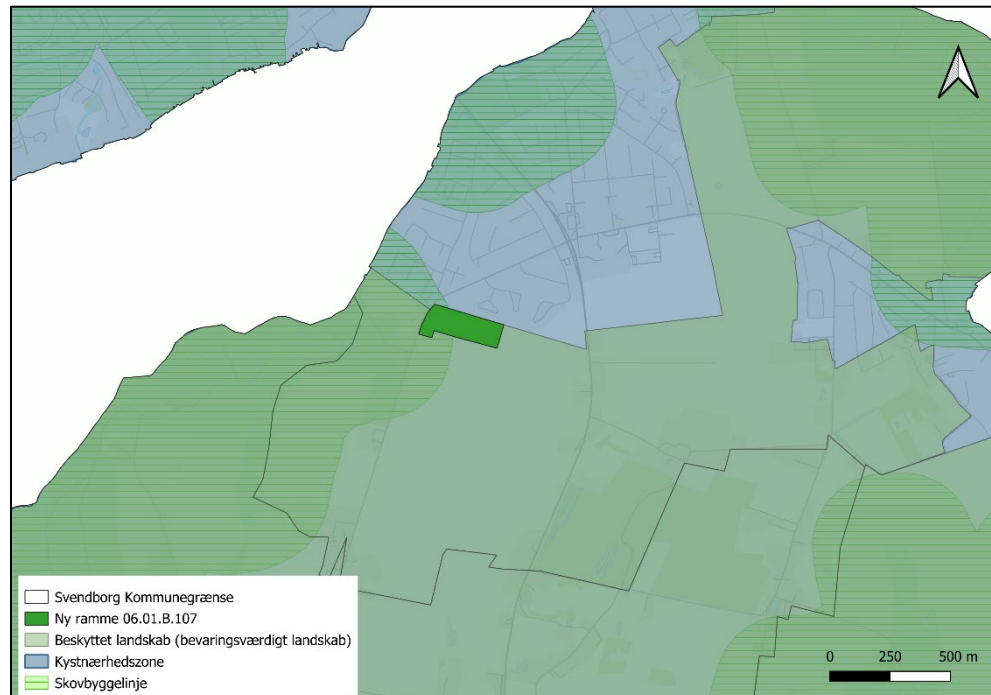 Svendborg Kommunegrænse
Ny ramme 06.01.B.107
Beskyttet landskab (bevaringsværdigt landskab)
Kystnærhedszone
Skovbyggelinje
0 250 500 m